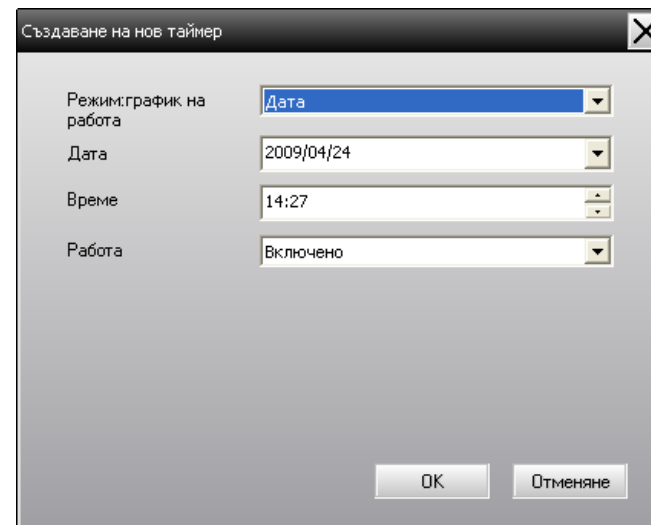 Създаване на нов таймер
Режим:график на Дата
работа
Дата 2009/04/24
Време 14:27
Работа Включено
OK Отменяне